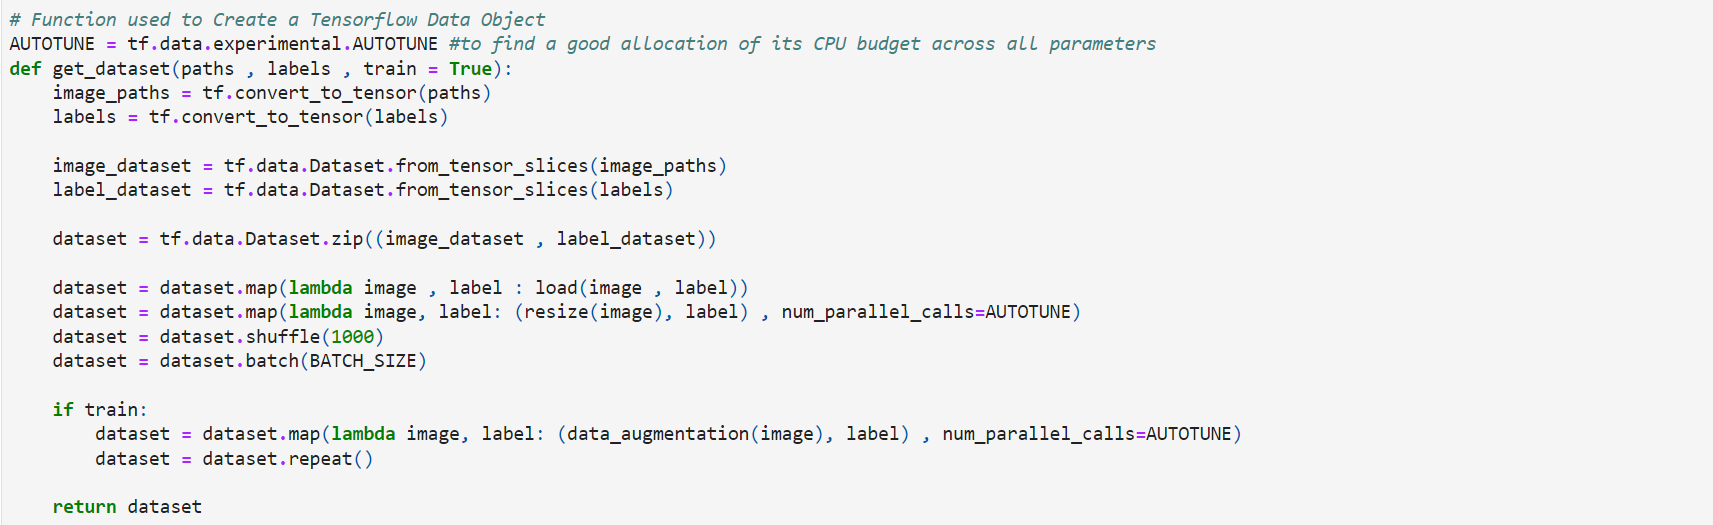 # Function used to Create a Tensorflow Data Object
AUTOTUNE = tf.data.experimental.AUTOTUNE #to find a good allocation of its CPU budget across all parameters
def get_dataset(paths , labels , train = True):
    image_paths = tf.convert_to_tensor(paths)
    labels = tf.convert_to_tensor(labels)

    image_dataset = tf.data.Dataset.from_tensor_slices(image_paths)
    label_dataset = tf.data.Dataset.from_tensor_slices(labels)

    dataset = tf.data.Dataset.zip((image_dataset , label_dataset))

    dataset = dataset.map(lambda image , label : load(image , label))
    dataset = dataset.map(lambda image, label: (resize(image), label) , num_parallel_calls=AUTOTUNE)
    dataset = dataset.shuffle(1000)
    dataset = dataset.batch(BATCH_SIZE)

    if train:
        dataset = dataset.map(lambda image, label: (data_augmentation(image), label) , num_parallel_calls=AUTOTUNE)
        dataset = dataset.repeat()

    return dataset